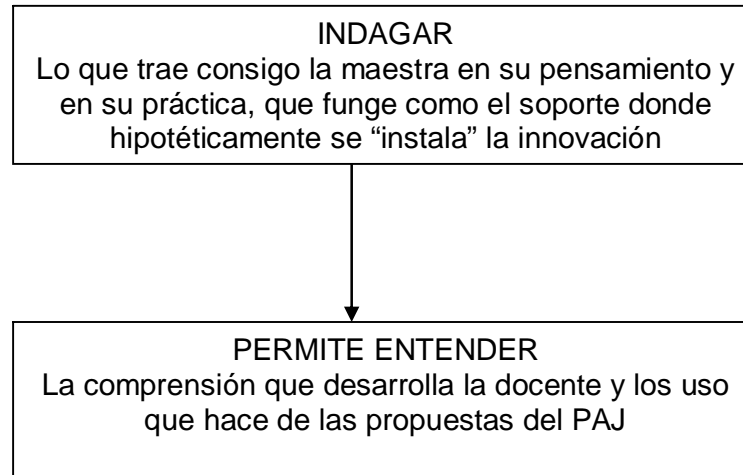 INDAGAR
Lo que trae consigo la maestra en su pensamiento y
en su práctica, que funge como el soporte donde
hipotéticamente se “instala” la innovación
PERMITE ENTENDER
La comprensión que desarrolla la docente y los uso
que hace de las propuestas del PAJ